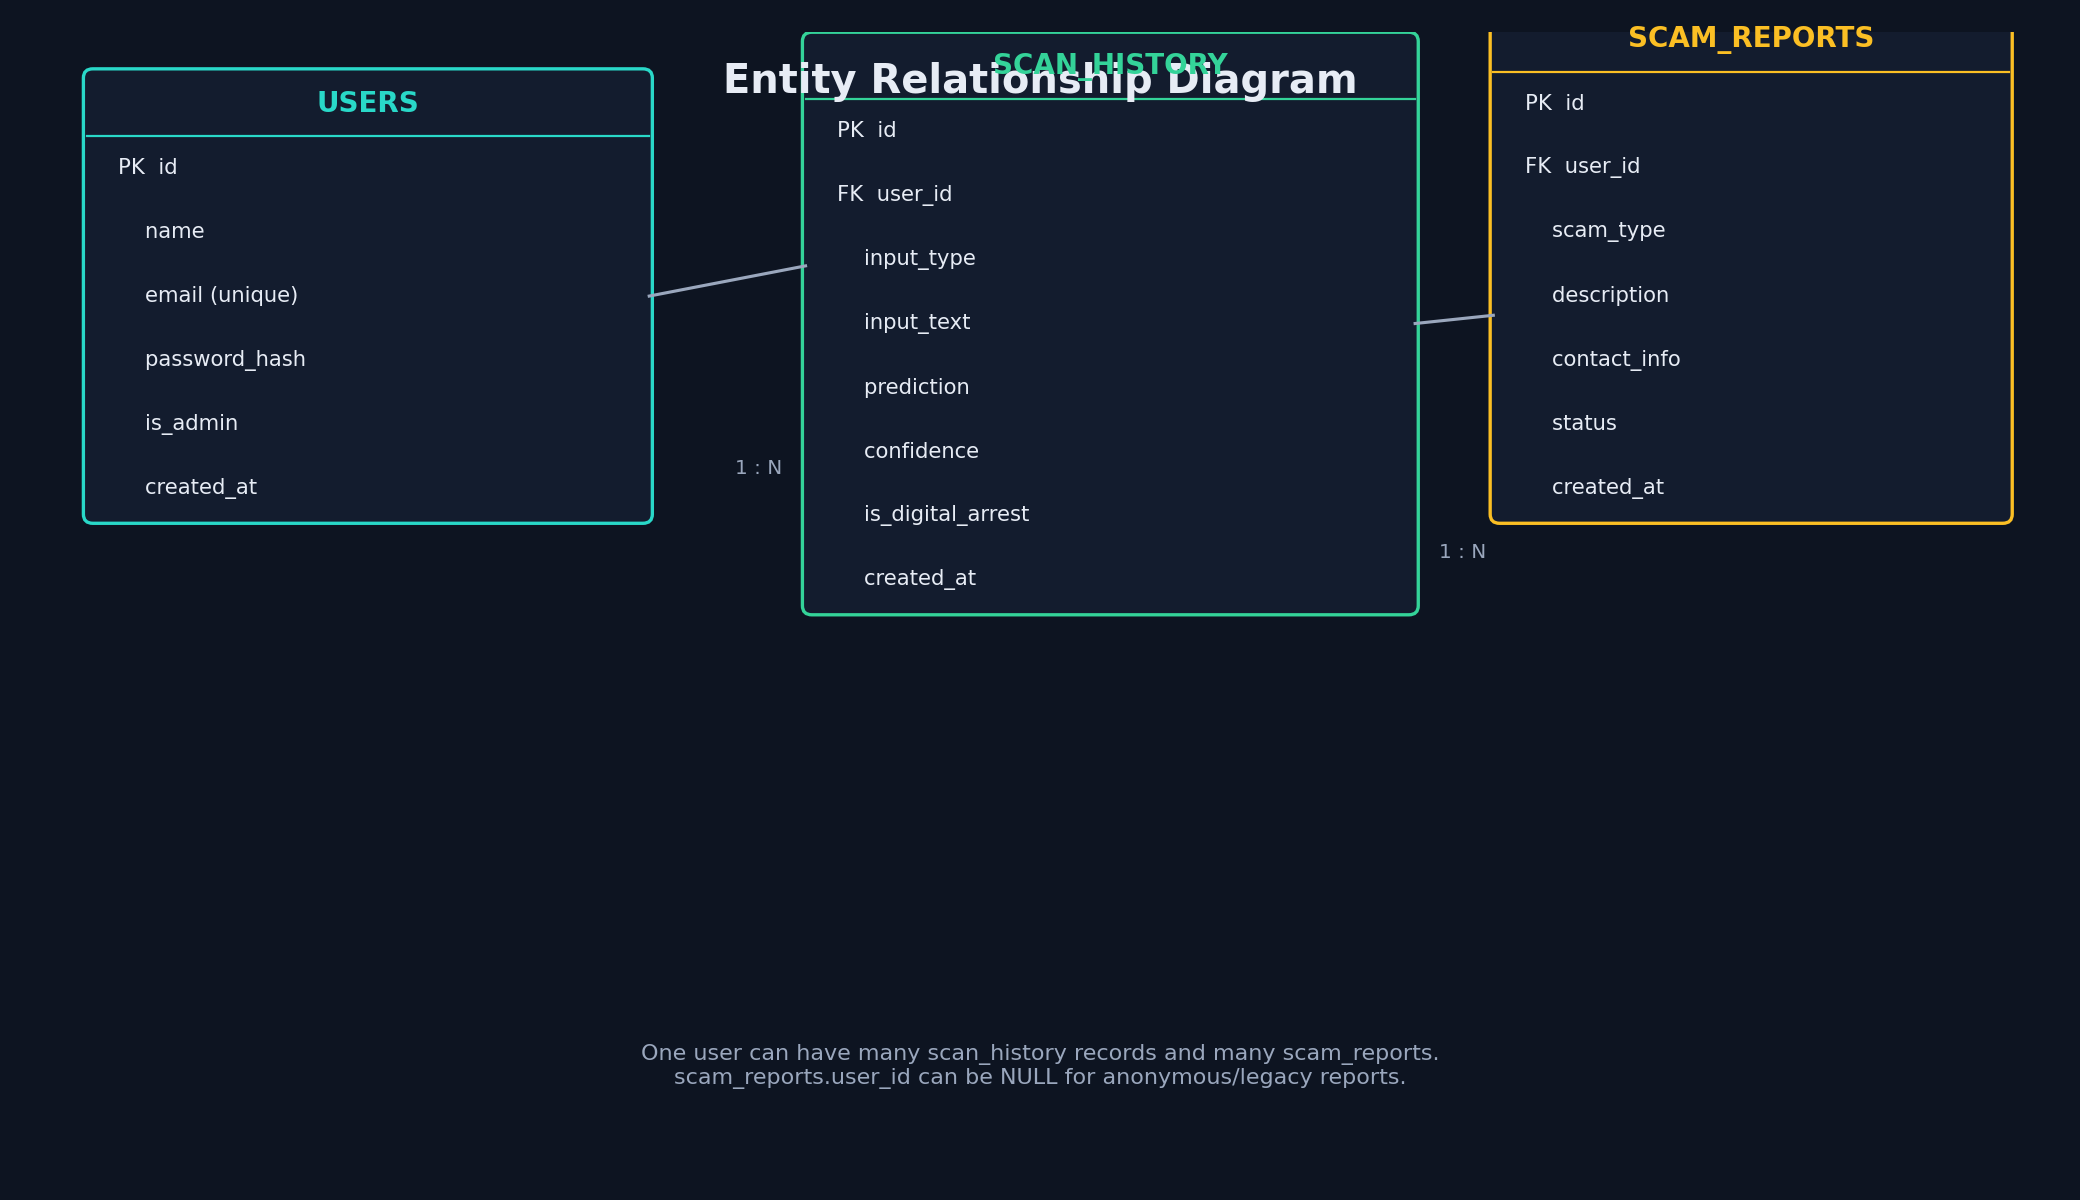 Entity Relationship Diagram
USERS
PK id
name
email (unique)
password_hash
is_admin
created_at
1 : N
SCAN_HISTORY
PK id
FK user_id
input_type
input_text
prediction
confidence
is_digital_arrest
created_at
1 : N
SCAM_REPORTS
PK id
FK user_id
scam_type
description
contact_info
status
created_at
One user can have many scan_history records and many scam_reports.
scam_reports.user_id can be NULL for anonymous/legacy reports.